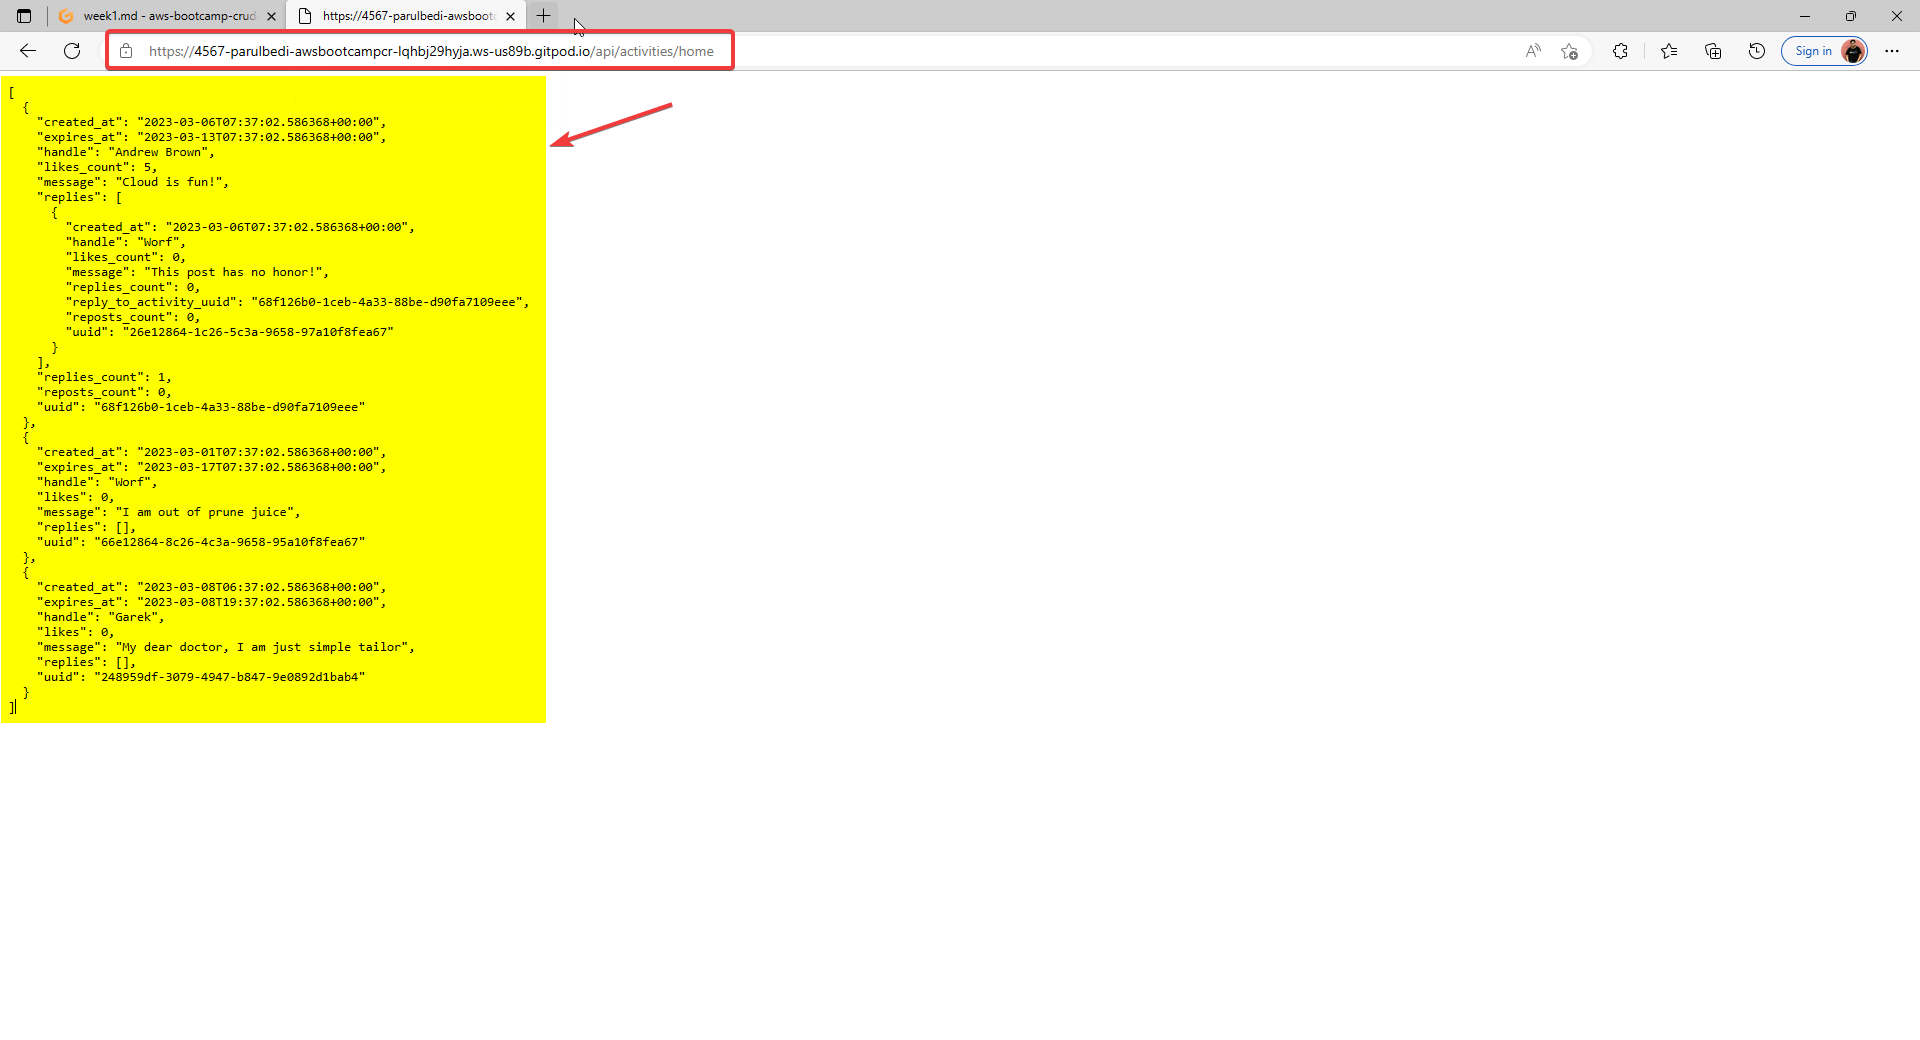 week1.md - aws-bootcamp-crud
https://4567-parulbedi-awsbootc
https://4567-parulbedi-awsbootcampcr-lqhbj29hyja.ws-us89b.gitpod.io/api/activities/home
Sign in
[
  {
    "created_at": "2023-03-06T07:37:02.586368+00:00",
    "expires_at": "2023-03-13T07:37:02.586368+00:00",
    "handle": "Andrew Brown",
    "likes_count": 5,
    "message": "Cloud is fun!",
    "replies": [
      {
        "created_at": "2023-03-06T07:37:02.586368+00:00",
        "handle": "Worf",
        "likes_count": 0,
        "message": "This post has no honor!",
        "replies_count": 0,
        "reply_to_activity_uuid": "68f126b0-1ceb-4a33-88be-d90fa7109eee",
        "reposts_count": 0,
        "uuid": "26e12864-1c26-5c3a-9658-97a10f8fea67"
      }
    ],
    "replies_count": 1,
    "reposts_count": 0,
    "uuid": "68f126b0-1ceb-4a33-88be-d90fa7109eee"
  },
  {
    "created_at": "2023-03-01T07:37:02.586368+00:00",
    "expires_at": "2023-03-17T07:37:02.586368+00:00",
    "handle": "Worf",
    "likes": 0,
    "message": "I am out of prune juice",
    "replies": [],
    "uuid": "66e12864-8c26-4c3a-9658-95a10f8fea67"
  },
  {
    "created_at": "2023-03-08T06:37:02.586368+00:00",
    "expires_at": "2023-03-08T19:37:02.586368+00:00",
    "handle": "Garek",
    "likes": 0,
    "message": "My dear doctor, I am just simple tailor",
    "replies": [],
    "uuid": "248959df-3079-4947-b847-9e0892d1bab4"
  }
]